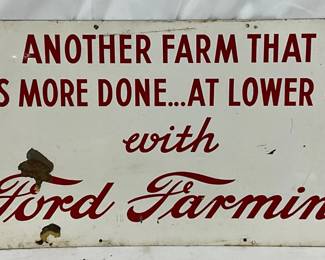 ANOTHER FARM THAT
S MORE DONE...AT LOWER
with
Ford Farmin